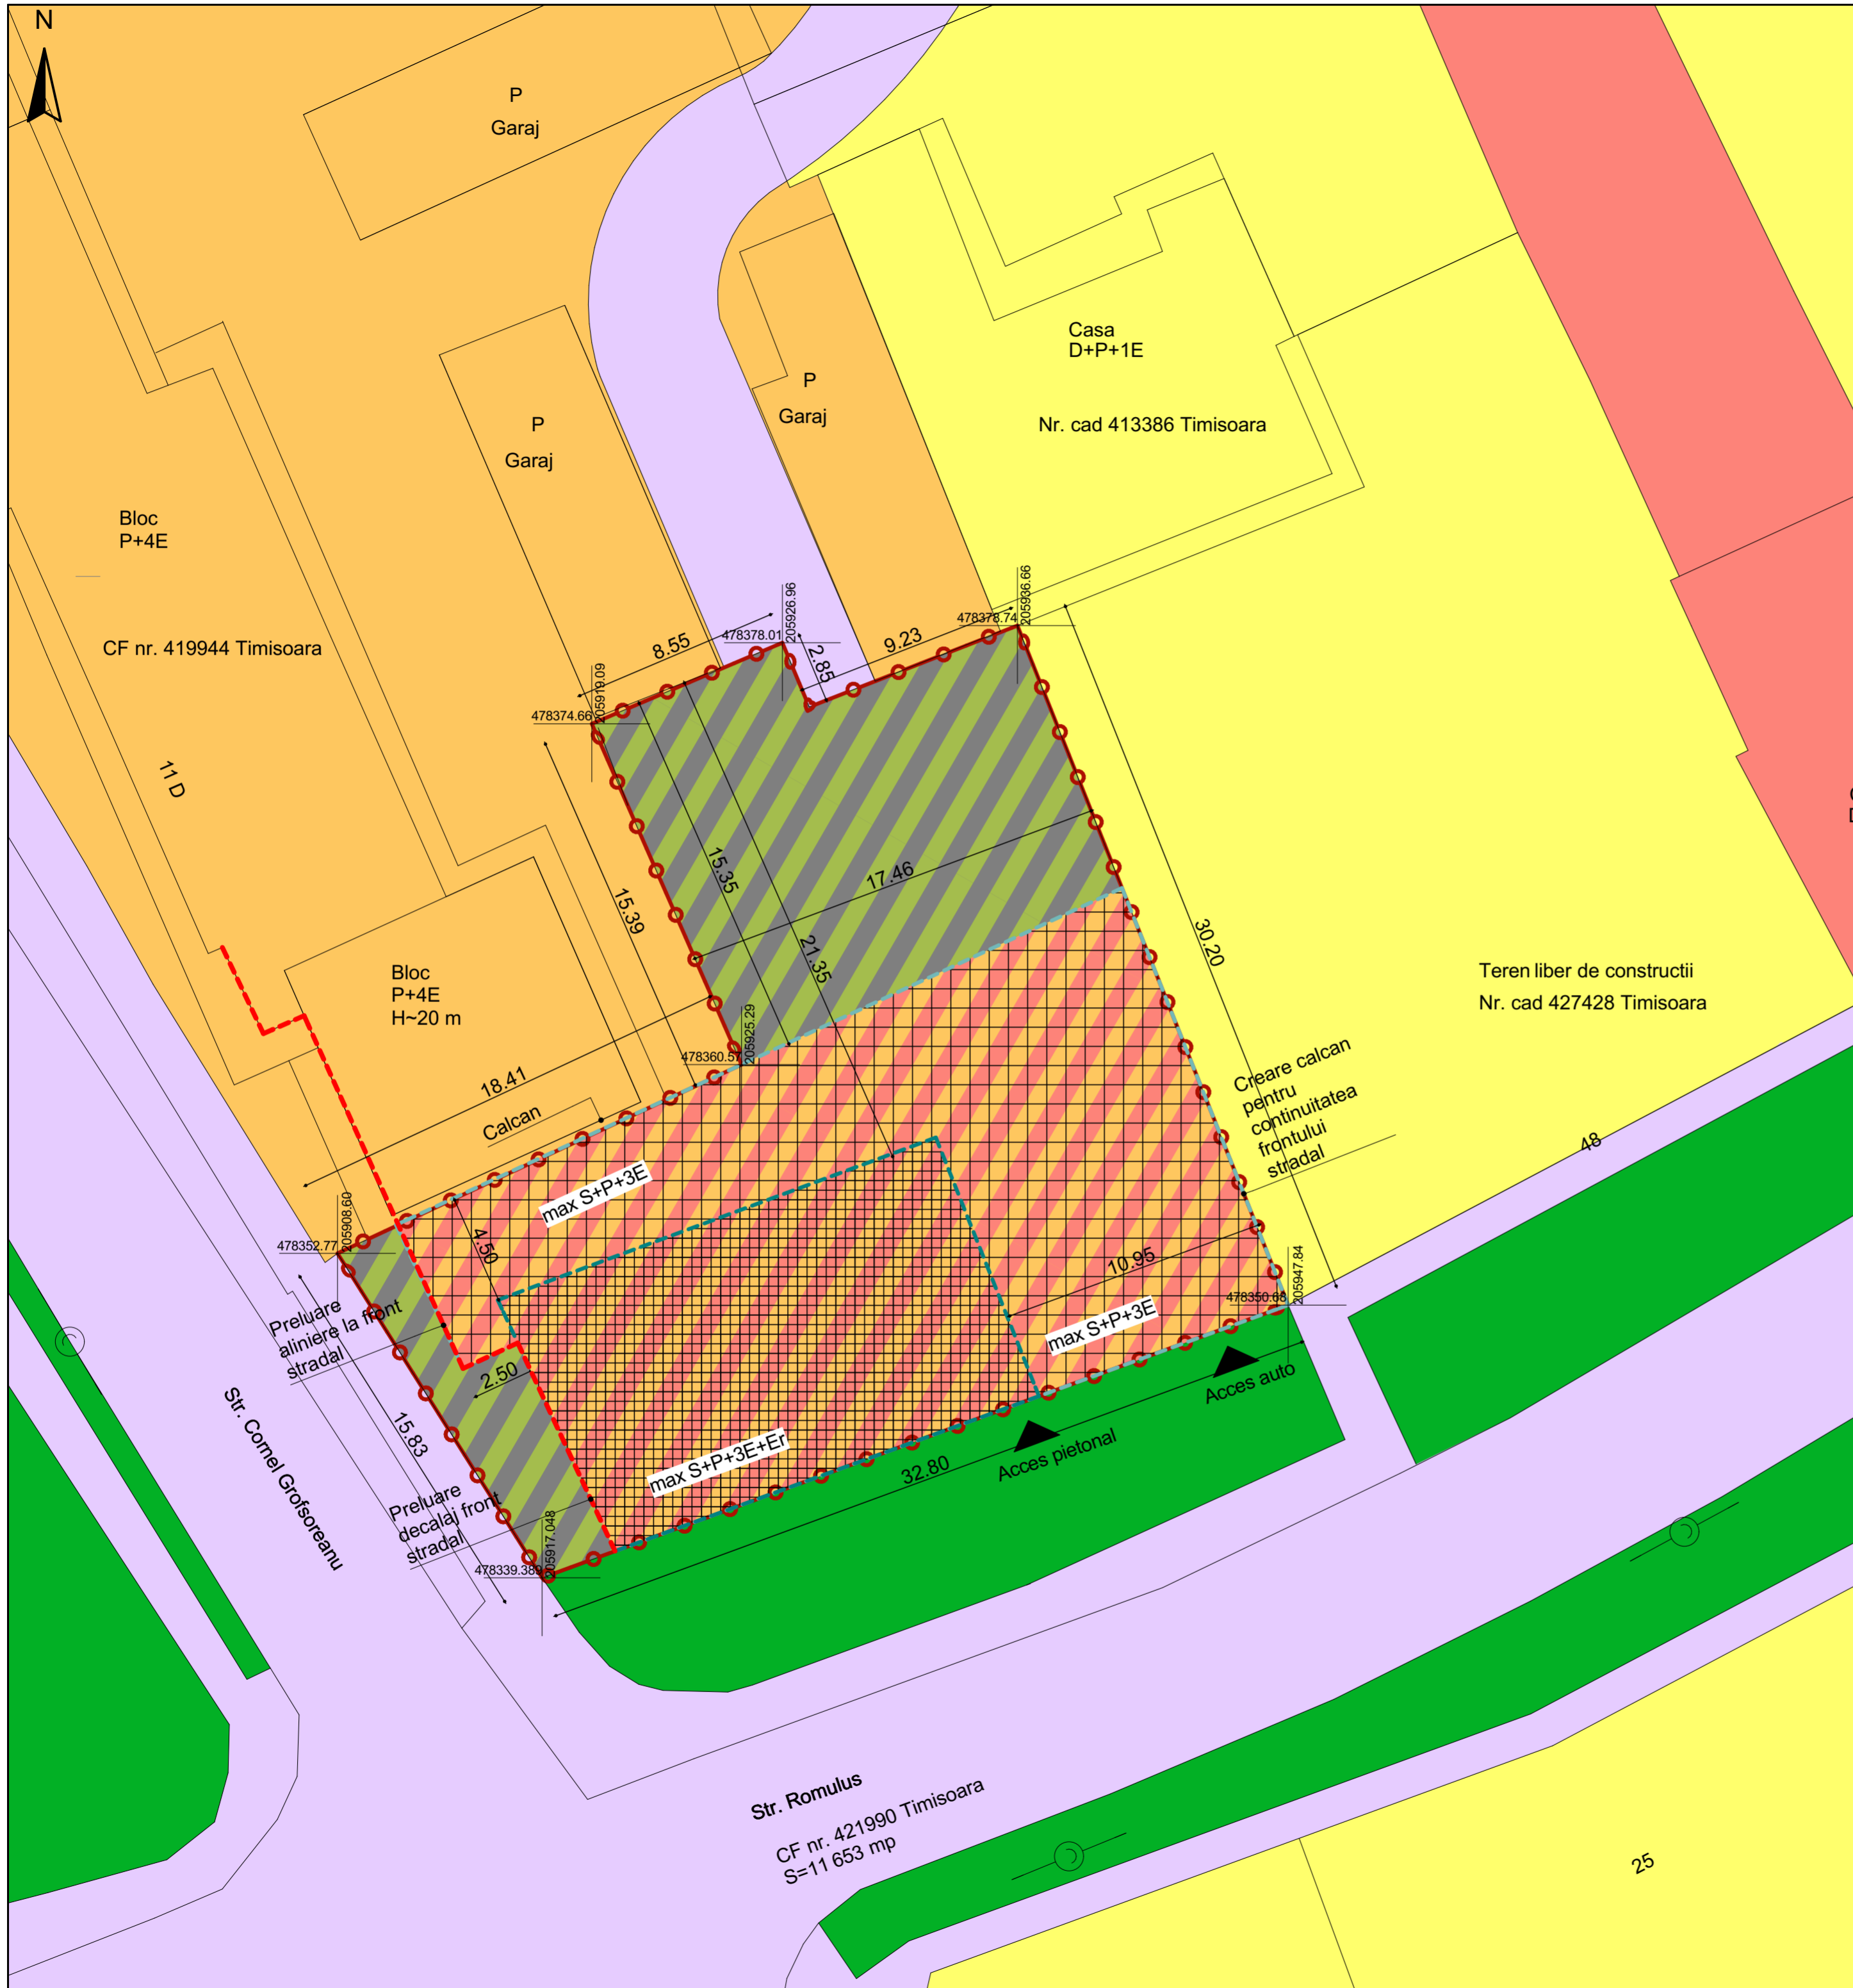 N
P
Garaj
Casa
D+P+1E
P
Garaj
P
Garaj
Nr. cad 413386 Timisoara
Bloc
P+4E
CF nr. 419944 Timisoara
11 D
478378.01
205926.96
478378.74
205936.66
8.55
2.85
9.23
478374.66
205919.09
15.35
17.46
15.39
21.35
30.20
Bloc
P+4E
H~20 m
Teren liber de constructii
Nr. cad 427428 Timisoara
478360.57
205925.29
18.41
Calcan
Creare calcan
pentru
continuitatea
frontului
stradal
48
max S+P+3E
478352.77
205908.60
4.50
10.95
478350.68
205947.84
max S+P+3E
Preluare
aliniere la front
stradal
2.50
Acces auto
15.83
Str. Cornel Grofsoreanu
max S+P+3E+Er
32.80
Acces pietonal
Preluare
decalaj front
stradal
478339.389
205917.048
Str. Romulus
CF nr. 421990 Timisoara
S=11 653 mp
25